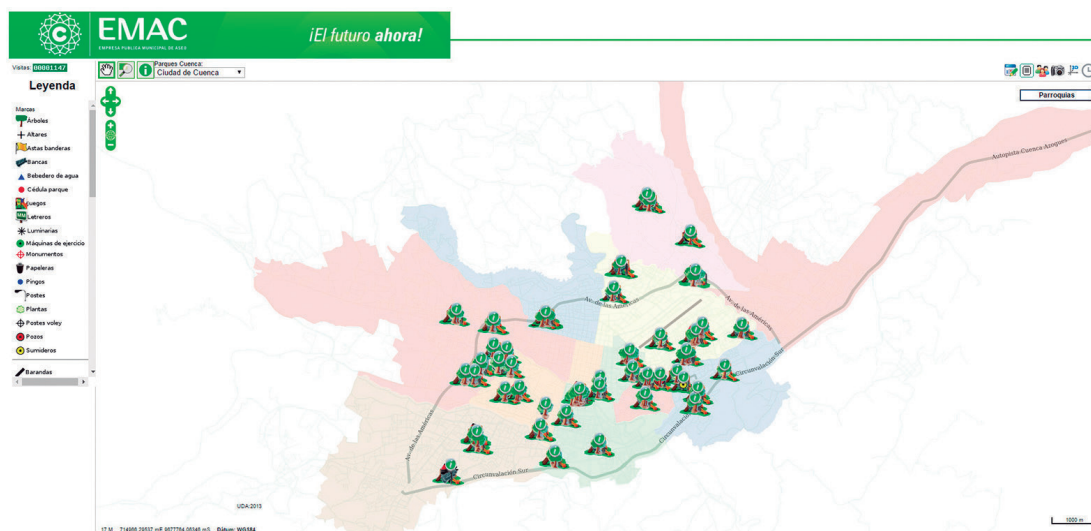 EMAC
EMPRESA PÚBLICA MUNICIPAL DE ASEO
¡El futuro ahora!
Visitas: 00001147
Parques Cuenca:
Ciudad de Cuenca
Leyenda
Parroquias
Marcas
Árboles
Altares
Astas banderas
Bancas
Bebedero de agua
Cédula parque
Juegos
Letreros
Luminarias
Máquinas de ejercicio
Monumentos
Papeleras
Pingos
Postes
Plantas
Postes voley
Pozos
Sumideros
Barandas
Autopista-Cuenca-Azogues
Av. de las Américas
Av. de las Américas
Circunvalación Sur
Av. de las Américas
Circunvalación Sur
Circunvalación Sur
UDA:2013
1000 m
Dátum: WGS84